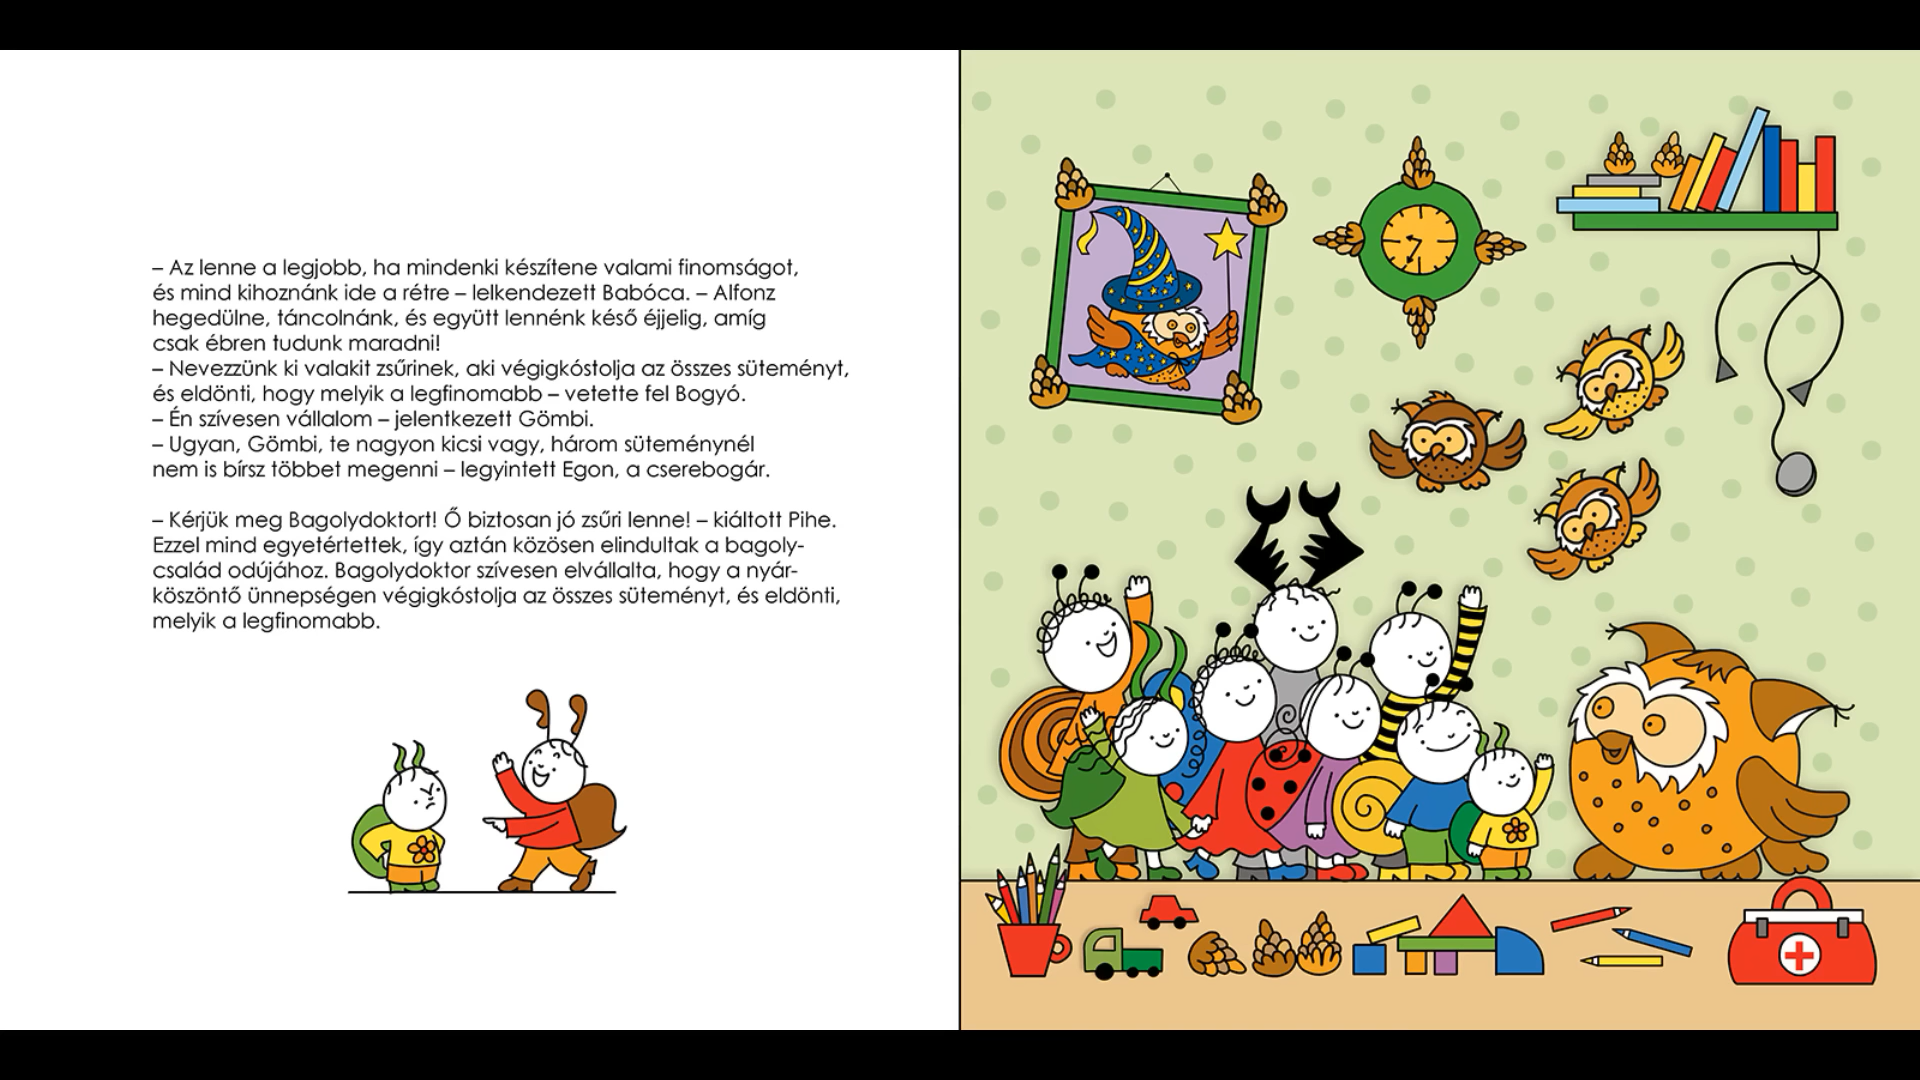 – Az lenne a legjobb, ha mindenki készítene valami finomságot,
és mind kihoznánk ide a rétre – lelkendezett Babóca. – Alfonz
hegedülne, táncolnánk, és együtt lennénk késő éjjelig, amíg
csak ébren tudunk maradni!
– Nevezzünk ki valakit zsűrinek, aki végigkóstolja az összes süteményt,
és eldönti, hogy melyik a legfinomabb – vetette fel Bogyó.
– Én szívesen vállalom – jelentkezett Gömbi.
– Ugyan, Gömbi, te nagyon kicsi vagy, három süteménynél
nem is bírsz többet megenni – legyintett Egon, a cserebogár.
– Kérjük meg Bagolydoktort! Ő biztosan jó zsűri lenne! – kiáltott Pihe.
Ezzel mind egyetértettek, így aztán közösen elindultak a bagoly-
család odújához. Bagolydoktor szívesen elvállalta, hogy a nyár-
köszöntő ünnepségen végigkóstolja az összes süteményt, és eldönti,
melyik a legfinomabb.